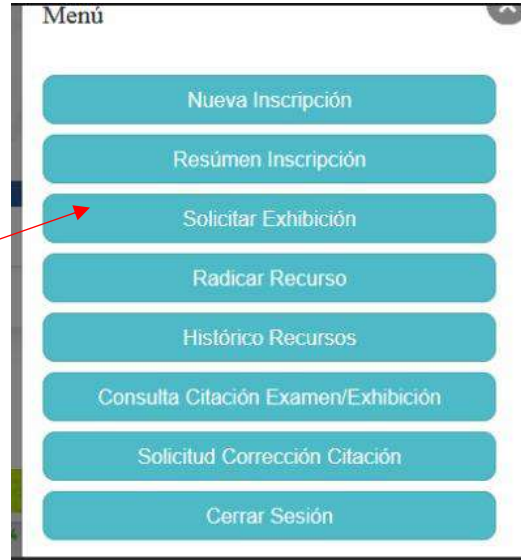 Menú
Nueva Inscripción
Resúmen Inscripción
Solicitar Exhibición
Radicar Recurso
Histórico Recursos
Consulta Citación Examen/Exhibición
Solicitud Corrección Citación
Cerrar Sesión